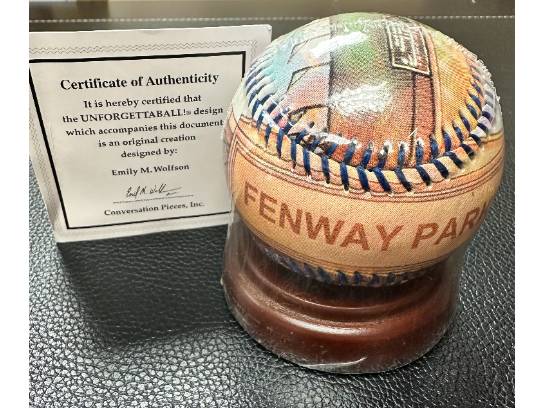 Certificate of Authenticity
It is hereby certified that
the UNFORGETTABALL!® design
which accompanies this document
is an original creation
designed by:
Emily M. Wolfson
Conversation Pieces, Inc.
FENWAY PARK